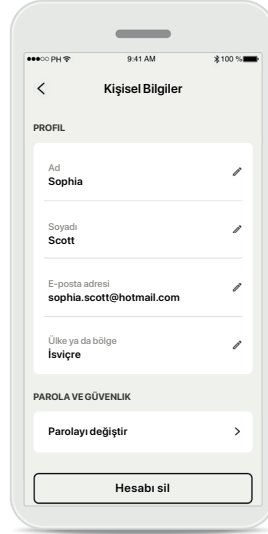 PH 9:41 AM 100 %
Kişisel Bilgiler
PROFIL
Ad
Sophia
Soyadı
Scott
E-posta adresi
sophia.scott@hotmail.com
Ülke ya da bölge
İsviçre
PAROLA VE GÜVENLIK
Parolayı değiştir
Hesabı sil